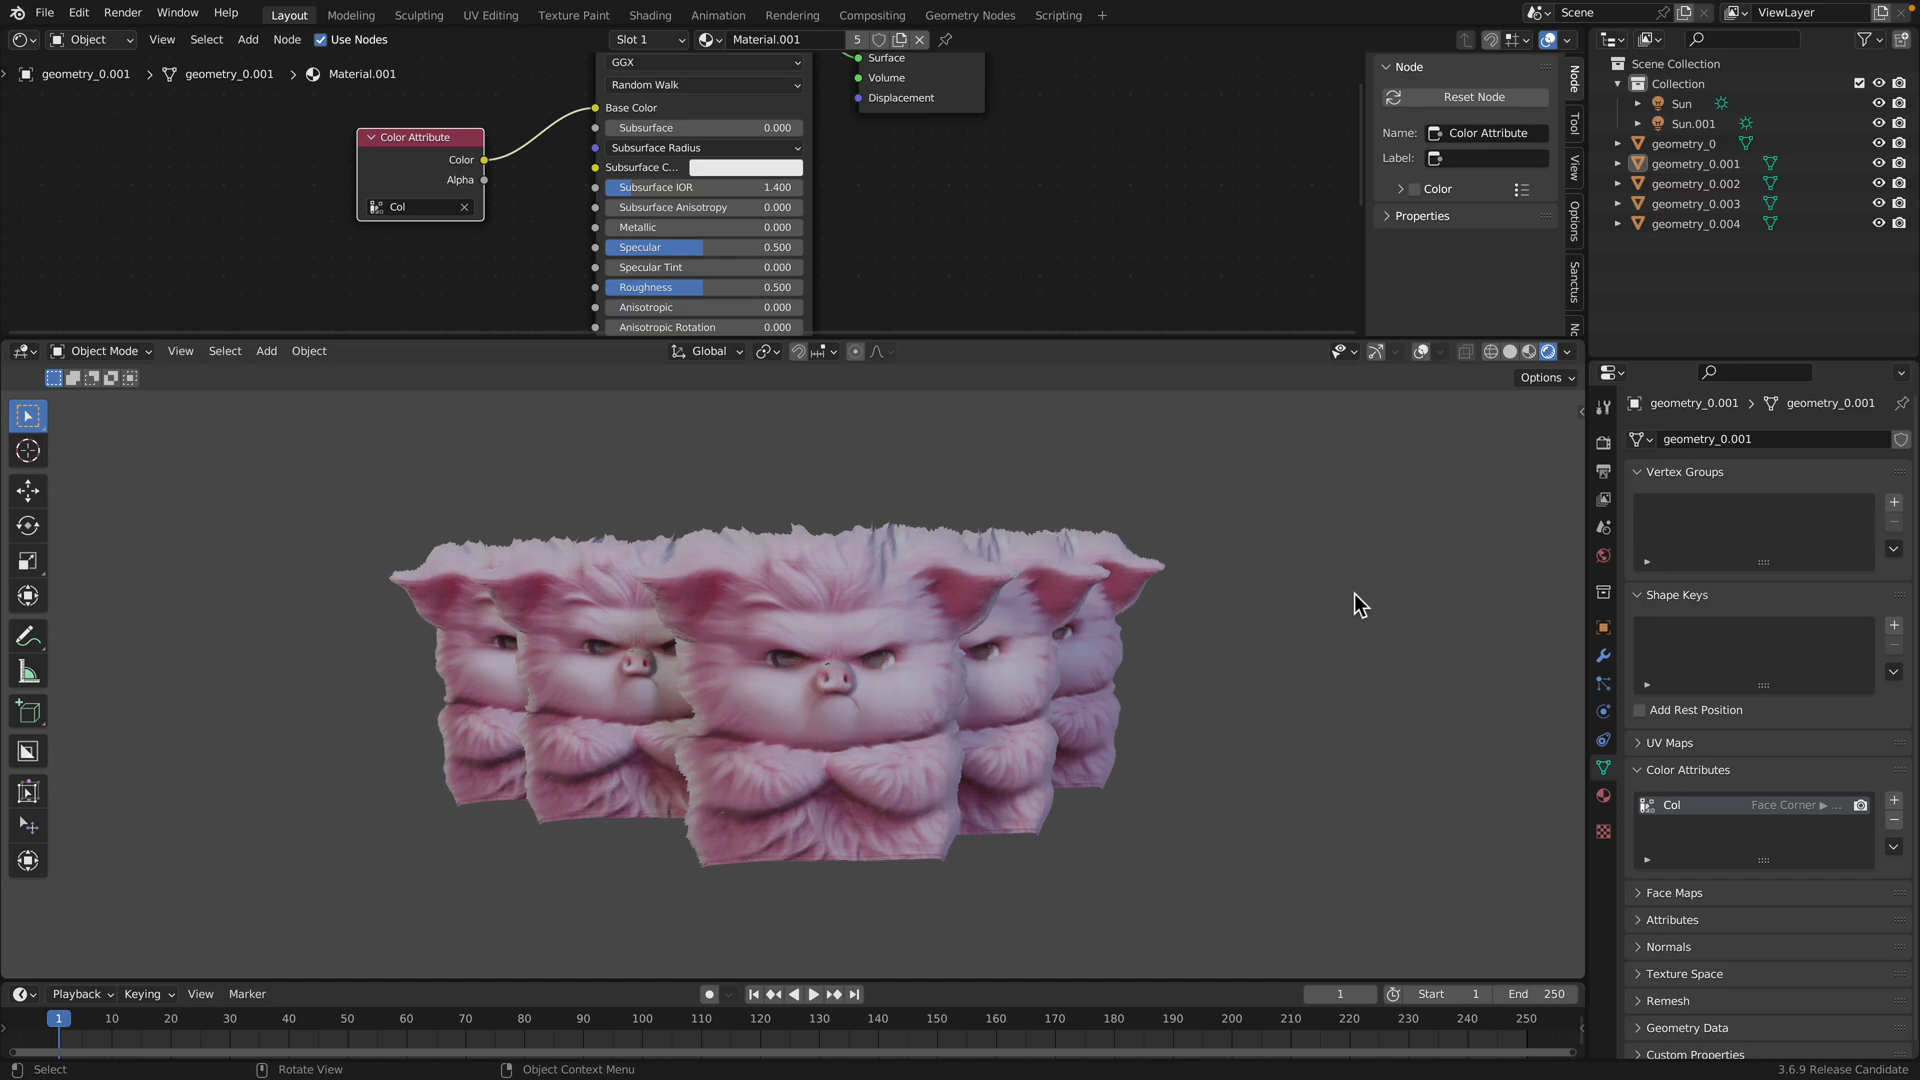 File Edit Render Window Help Layout Modeling Sculpting UV Editing Texture Paint Shading Animation Rendering Compositing Geometry Nodes Scripting + Scene ViewLayer
Object View Select Add Node Use Nodes Slot 1 Material.001 5
geometry_0.001 > geometry_0.001 > Material.001
GGX
Random Walk
Base Color
Subsurface 0.000
Subsurface Radius
Subsurface C...
Subsurface IOR 1.400
Subsurface Anisotropy 0.000
Metallic 0.000
Specular 0.500
Specular Tint 0.000
Roughness 0.500
Anisotropic 0.000
Anisotropic Rotation 0.000
Color Attribute
Color
Alpha
Col
Surface
Volume
Displacement
Node
Reset Node
Name: Color Attribute
Label:
Color
Properties
Node
Tool
View
Options
Sanctus
Scene Collection
Collection
Sun
Sun.001
geometry_0
geometry_0.001
geometry_0.002
geometry_0.003
geometry_0.004
Object Mode View Select Add Object Global
Options
geometry_0.001 > geometry_0.001
geometry_0.001
Vertex Groups
Shape Keys
Add Rest Position
UV Maps
Color Attributes
Col Face Corner ▶ ...
Face Maps
Attributes
Normals
Texture Space
Remesh
Geometry Data
Custom Properties
Playback Keying View Marker 1 Start 1 End 250
1 10 20 30 40 50 60 70 80 90 100 110 120 130 140 150 160 170 180 190 200 210 220 230 240 250
Select Rotate View Object Context Menu 3.6.9 Release Candidate